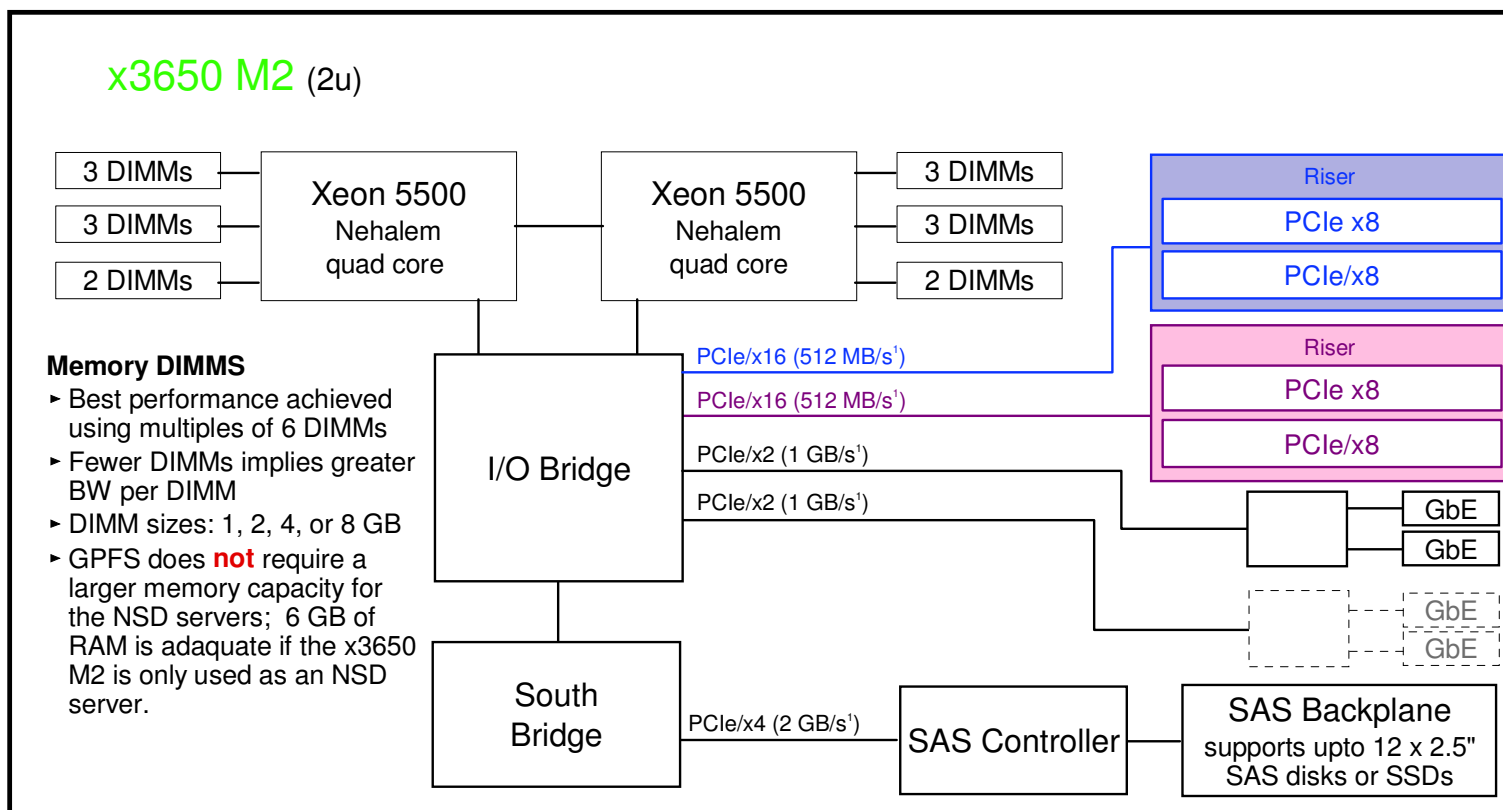 x3650 M2 (2u)
3 DIMMs
3 DIMMs
2 DIMMs
Xeon 5500
Nehalem
quad core
Xeon 5500
Nehalem
quad core
3 DIMMs
3 DIMMs
2 DIMMs
Riser
PCIe x8
PCIe/x8
Riser
PCIe x8
PCIe/x8
Memory DIMMS
► Best performance achieved
using multiples of 6 DIMMs
► Fewer DIMMs implies greater
BW per DIMM
► DIMM sizes: 1, 2, 4, or 8 GB
► GPFS does not require a
larger memory capacity for
the NSD servers; 6 GB of
RAM is adaquate if the x3650
M2 is only used as an NSD
server.
I/O Bridge
PCIe/x16 (512 MB/s¹)
PCIe/x16 (512 MB/s¹)
PCIe/x2 (1 GB/s¹)
PCIe/x2 (1 GB/s¹)
GbE
GbE
GbE
GbE
South
Bridge
PCIe/x4 (2 GB/s¹)
SAS Controller
SAS Backplane
supports upto 12 x 2.5"
SAS disks or SSDs